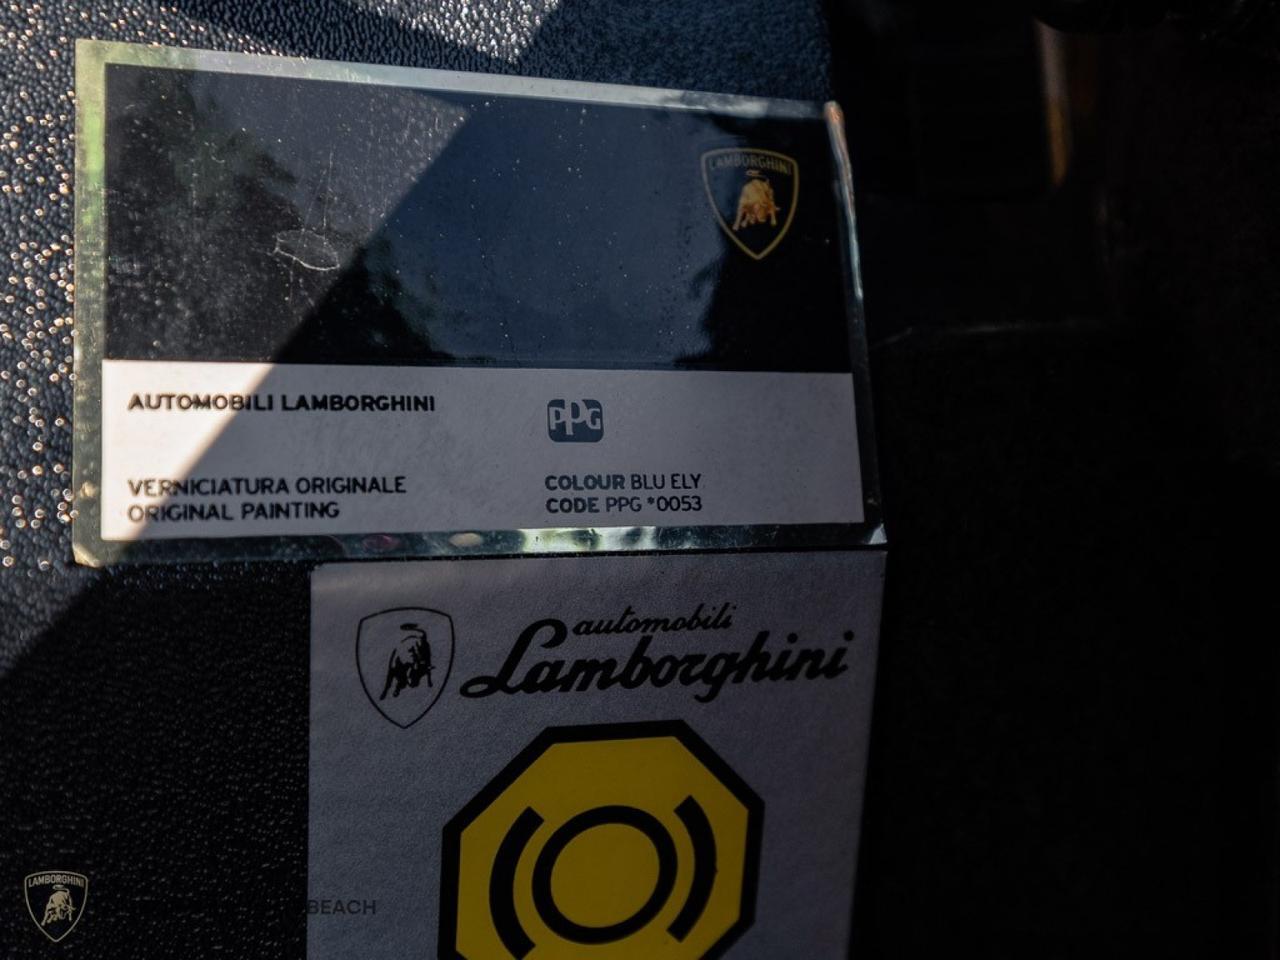 LAMBORGHINI
AUTOMOBILI LAMBORGHINI
PPG
VERNICIATURA ORIGINALE
ORIGINAL PAINTING
COLOUR BLU ELY
CODE PPG *0053
automobili
Lamborghini
LAMBORGHINI
BEACH